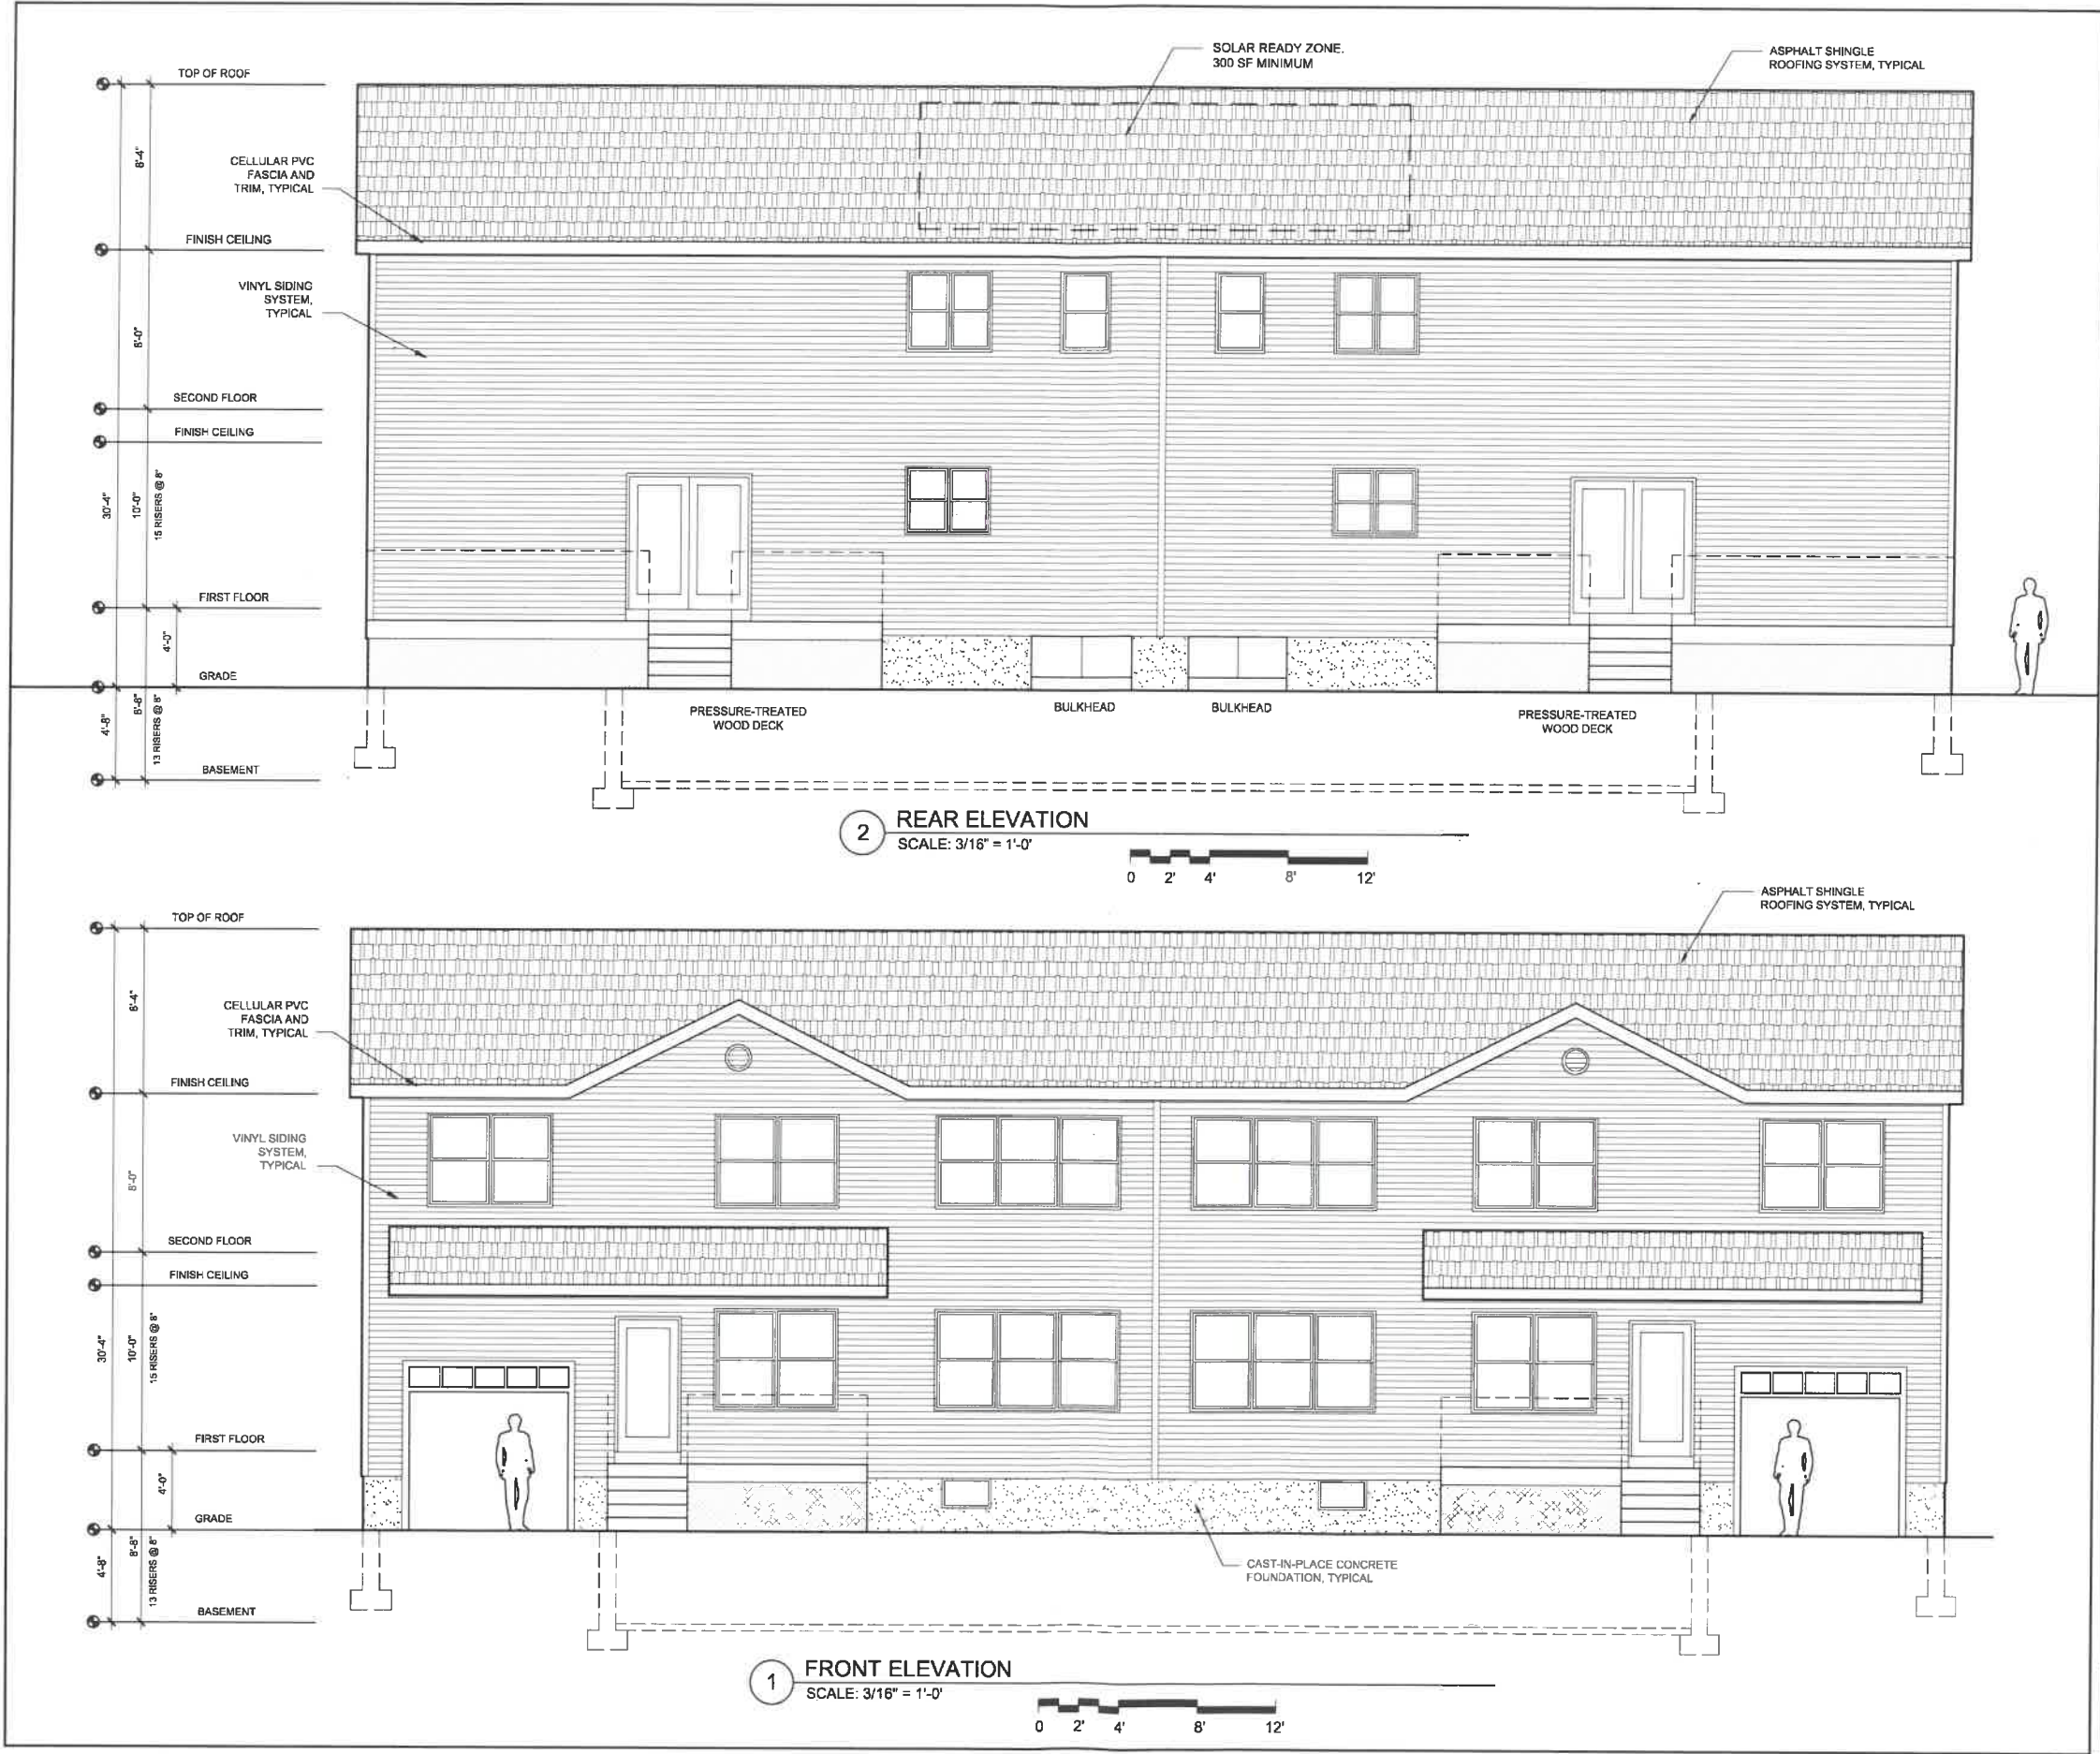 SOLAR READY ZONE.
300 SF MINIMUM
ASPHALT SHINGLE
ROOFING SYSTEM, TYPICAL
TOP OF ROOF
6'-4"
CELLULAR PVC
FASCIA AND
TRIM, TYPICAL
FINISH CEILING
VINYL SIDING
SYSTEM,
TYPICAL
8'-0"
SECOND FLOOR
FINISH CEILING
30'-4"
10'-0"
15 RISERS @ 8"
FIRST FLOOR
4'-0"
GRADE
4'-8"
8'-8"
13 RISERS @ 8"
BASEMENT
PRESSURE-TREATED
WOOD DECK
BULKHEAD
BULKHEAD
PRESSURE-TREATED
WOOD DECK
2
REAR ELEVATION
SCALE: 3/16" = 1'-0'
0 2' 4' 8' 12'
ASPHALT SHINGLE
ROOFING SYSTEM, TYPICAL
TOP OF ROOF
6'-4"
CELLULAR PVC
FASCIA AND
TRIM, TYPICAL
FINISH CEILING
VINYL SIDING
SYSTEM,
TYPICAL
8'-0"
SECOND FLOOR
FINISH CEILING
30'-4"
10'-0"
15 RISERS @ 8"
FIRST FLOOR
4'-0"
GRADE
4'-8"
8'-8"
13 RISERS @ 8"
BASEMENT
CAST-IN-PLACE CONCRETE
FOUNDATION, TYPICAL
1
FRONT ELEVATION
SCALE: 3/16" = 1'-0'
0 2' 4' 8' 12'